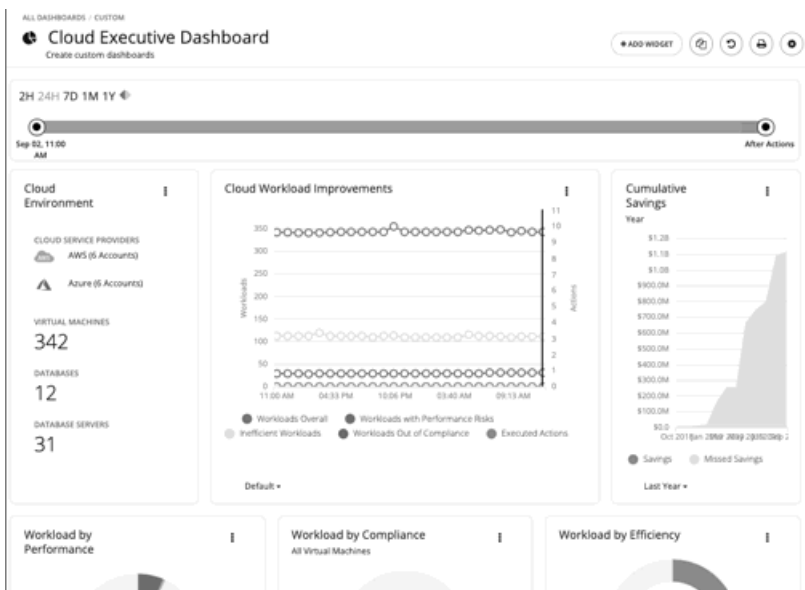 ALL DASHBOARDS / CUSTOM
Cloud Executive Dashboard
Create custom dashboards
+ ADD WIDGET
2H 24H 7D 1M 1Y
Sep 02, 11:00
AM
After Actions
Cloud
Environment
CLOUD SERVICE PROVIDERS
AWS
AWS (6 Accounts)
Azure (6 Accounts)
VIRTUAL MACHINES
342
DATABASES
12
DATABASE SERVERS
31
Cloud Workload Improvements
Workloads
350
300
250
200
150
100
50
0
11
10
9
8
7
6
5
4
3
2
1
0
Actions
11:00 AM 04:33 PM 10:06 PM 03:40 AM 09:13 AM
Workloads Overall Workloads with Performance Risks
Inefficient Workloads Workloads Out of Compliance Executed Actions
Default
Cumulative
Savings
Year
$1.2B
$1.1B
$1.0B
$900.0M
$800.0M
$700.0M
$600.0M
$500.0M
$400.0M
$300.0M
$200.0M
$100.0M
$0.0
Oct Jan
Savings Missed Savings
Last Year
Workload by
Performance
Workload by Compliance
All Virtual Machines
Workload by Efficiency